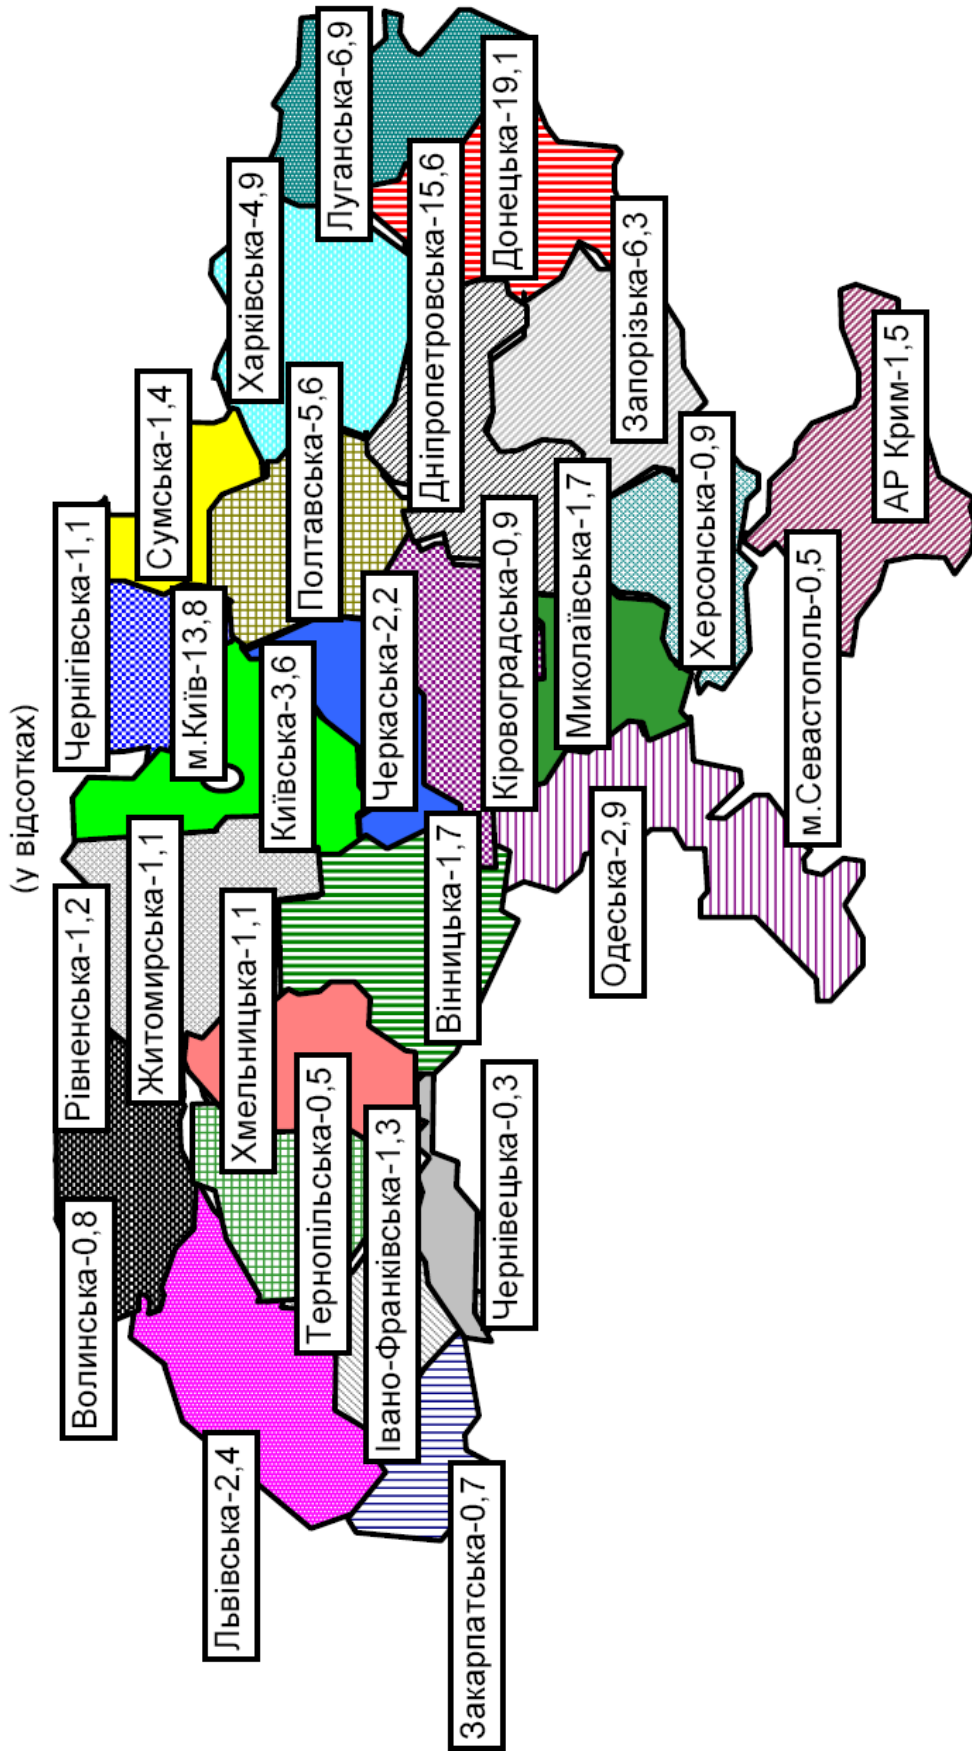 (у відсотках)
Волинська-0,8
Рівненська-1,2
Чернігівська-1,1
Сумська-1,4
Житомирська-1,1
м.Київ-13,8
Харківська-4,9
Львівська-2,4
Хмельницька-1,1
Київська-3,6
Полтавська-5,6
Луганська-6,9
Тернопільська-0,5
Івано-Франківська-1,3
Черкаська-2,2
Дніпропетровська-15,6
Закарпатська-0,7
Вінницька-1,7
Чернівецька-0,3
Кіровоградська-0,9
Донецька-19,1
Миколаївська-1,7
Одеська-2,9
Запорізька-6,3
Херсонська-0,9
м.Севастополь-0,5
АР Крим-1,5